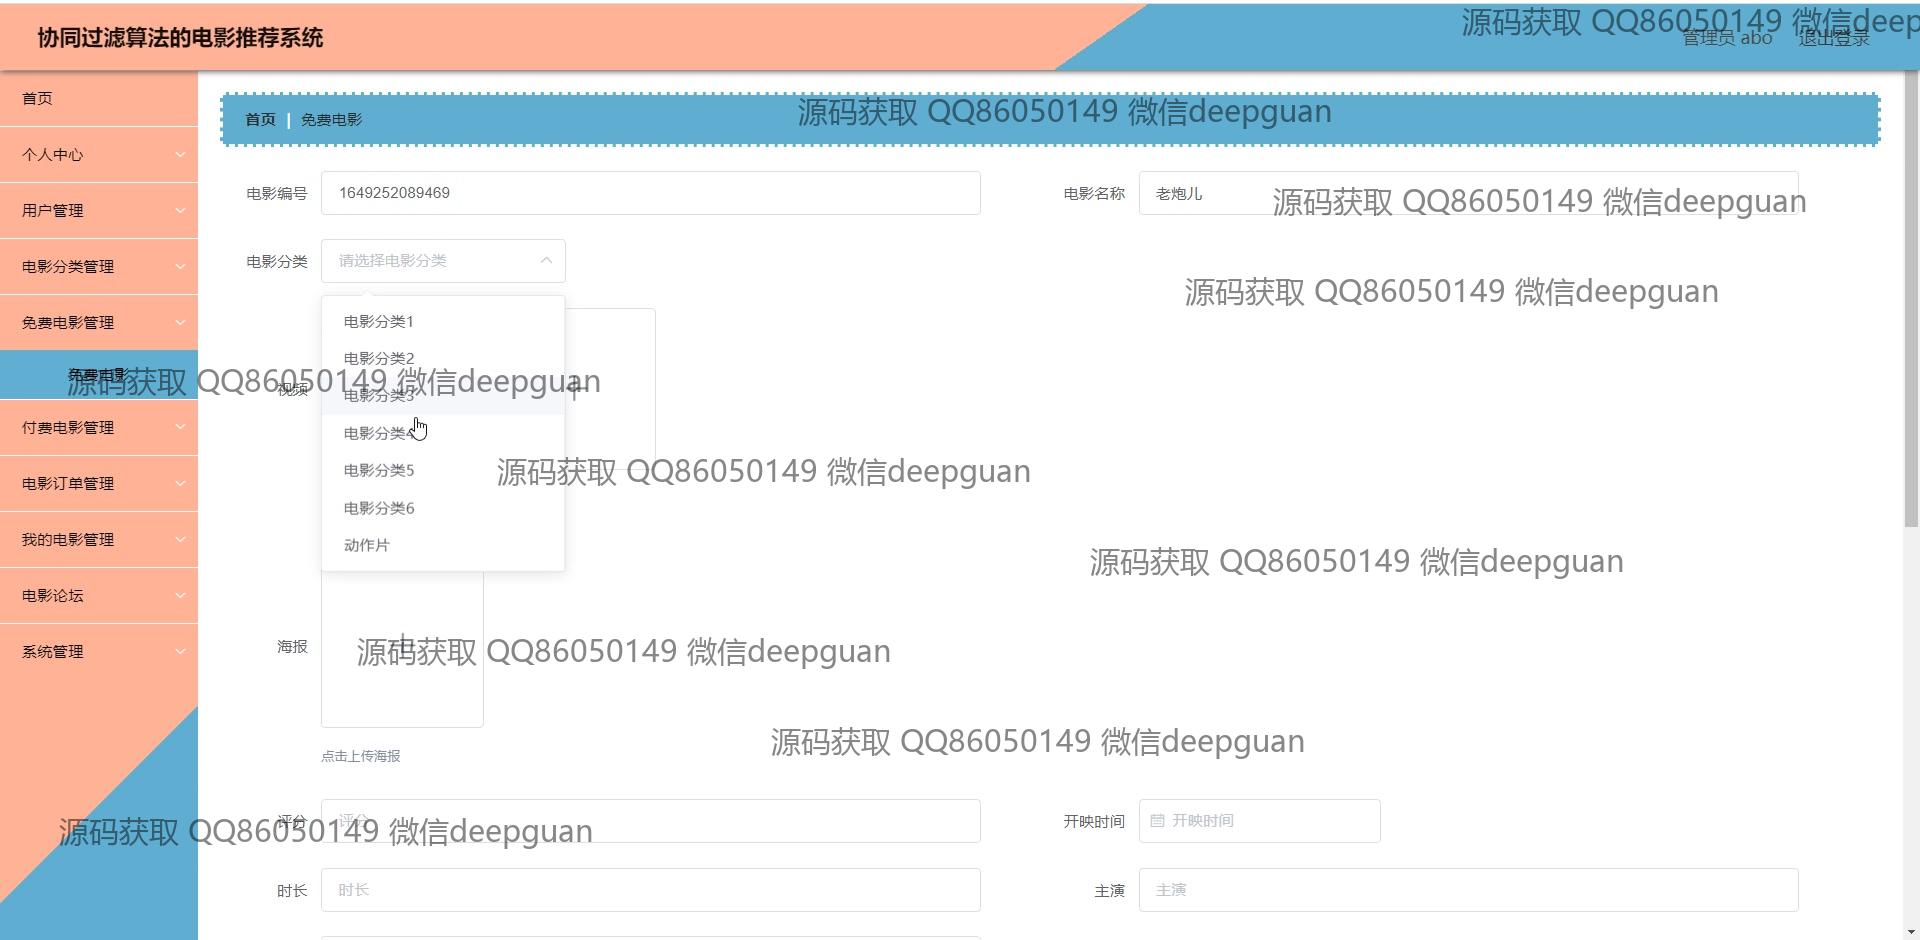 协同过滤算法的电影推荐系统
源码获取 QQ86050149 微信deep
管理员 abo 退出登录
首页
个人中心
用户管理
电影分类管理
免费电影管理
免费电影
付费电影管理
电影订单管理
我的电影管理
电影论坛
系统管理
首页 | 免费电影
源码获取 QQ86050149 微信deepguan
电影编号 1649252089469
电影名称 老炮儿
源码获取 QQ86050149 微信deepguan
电影分类 请选择电影分类
源码获取 QQ86050149 微信deepguan
电影分类1
电影分类2
视频
源码获取 QQ86050149 微信deepguan
电影分类3
电影分类4
电影分类5
源码获取 QQ86050149 微信deepguan
电影分类6
动作片
源码获取 QQ86050149 微信deepguan
海报
源码获取 QQ86050149 微信deepguan
点击上传海报
源码获取 QQ86050149 微信deepguan
评分 评分
源码获取 QQ86050149 微信deepguan
开映时间 开映时间
时长 时长
主演 主演